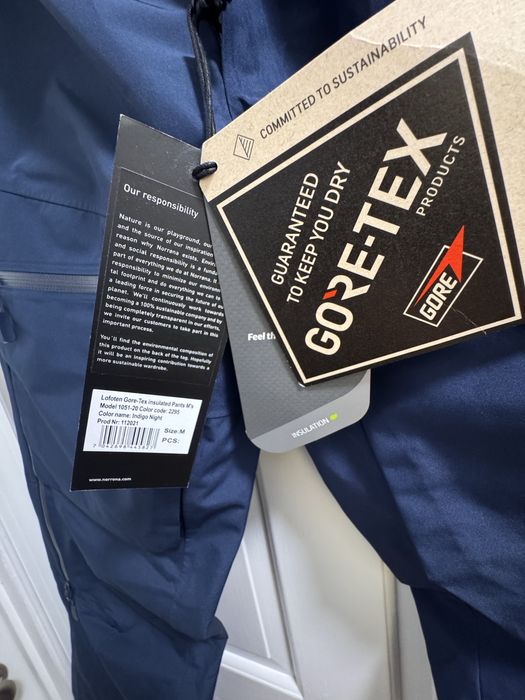 COMMITTED TO SUSTAINABILITY
GUARANTEED
TO KEEP YOU DRY
GORE-TEX
PRODUCTS
GORE
Our responsibility
Nature is our playground, our
and the source of our inspiration
reason why Norrøna exists.
and social responsibility is a
part of everything we do at Norrøna.
responsibility to minimize our
tal footprint and do everything we can to
a leading force in securing the future of
planet. We'll continuously work towards
becoming a 100% sustainable company and by
being completely transparent in our efforts,
we invite our customers to take part in this
important process.
You'll find the environmental composition of
this product on the back of the tag. Hopefully
it will be an inspiring contribution towards a
more sustainable wardrobe.
Lofoten Gore-Tex insulated Pants M's
Model 1051-20 Color code: 2295
Color name: Indigo Night
Prod Nr: 112021
Size: M
PCS:
www.norrona.com
Feel
INSULATION